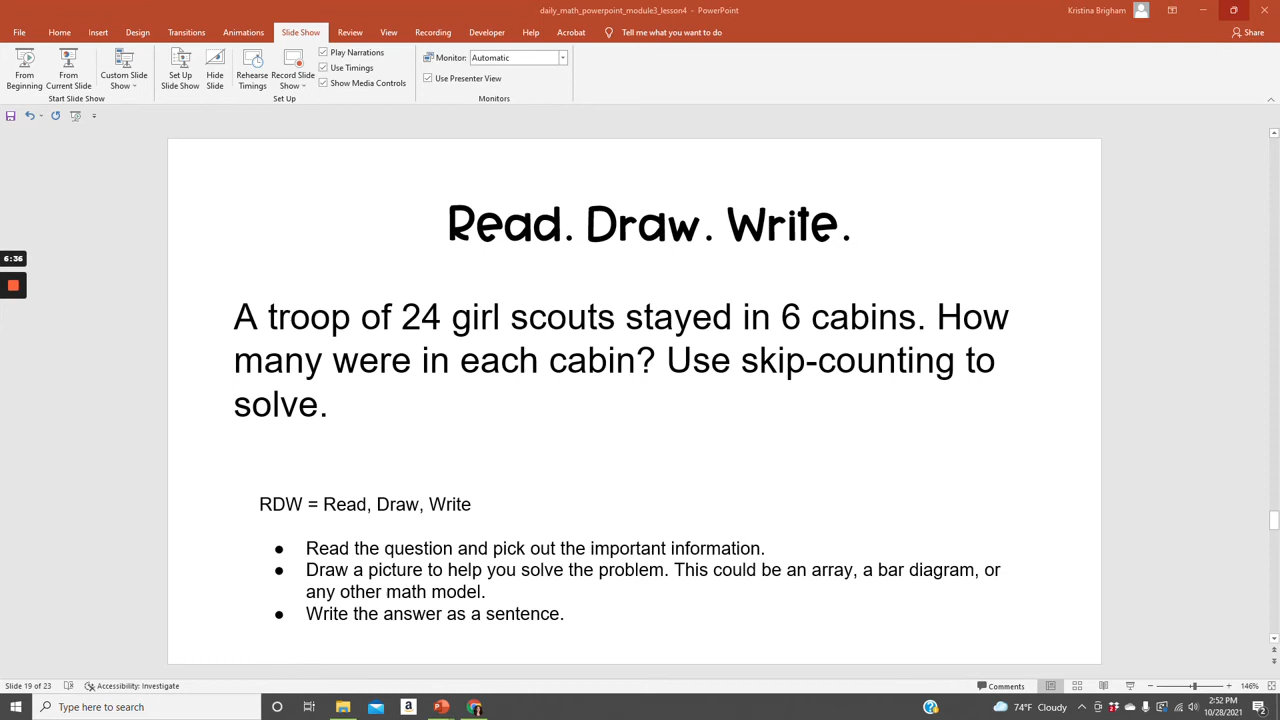 daily_math_powerpoint_module3_lesson4 - PowerPoint
Kristina Brigham
File Home Insert Design Transitions Animations Slide Show Review View Recording Developer Help Acrobat Tell me what you want to do Share
From Beginning
From Current Slide
Custom Slide Show
Set Up Slide Show
Hide Slide
Rehearse Timings
Record Slide Show
Play Narrations
Use Timings
Show Media Controls
Monitor: Automatic
Use Presenter View
Start Slide Show
Set Up
Monitors
6:36
Read. Draw. Write.
A troop of 24 girl scouts stayed in 6 cabins. How
many were in each cabin? Use skip-counting to
solve.
RDW = Read, Draw, Write
● Read the question and pick out the important information.
● Draw a picture to help you solve the problem. This could be an array, a bar diagram, or
any other math model.
● Write the answer as a sentence.
Slide 19 of 23 Accessibility: Investigate Comments 146%
Type here to search
74°F Cloudy
2:52 PM
10/28/2021
2